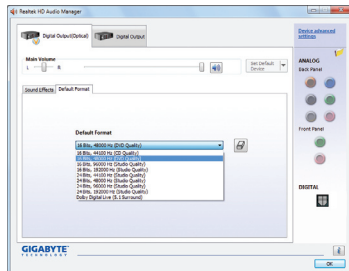 Realtek HD Audio Manager
Digital Output(Optical)
Digital Output
Device advanced settings
Main Volume
L
R
Set Default Device
ANALOG
Back Panel
Sound Effects
Default Format
Default Format
16 Bits, 48000 Hz (DVD Quality)
16 Bits, 44100 Hz (CD Quality)
16 Bits, 48000 Hz (DVD Quality)
16 Bits, 96000 Hz (Studio Quality)
16 Bits, 192000 Hz (Studio Quality)
24 Bits, 44100 Hz (Studio Quality)
24 Bits, 48000 Hz (Studio Quality)
24 Bits, 96000 Hz (Studio Quality)
24 Bits, 192000 Hz (Studio Quality)
Dolby Digital Live (5.1 Surround)
Front Panel
DIGITAL
GIGABYTE
TECHNOLOGY
OK